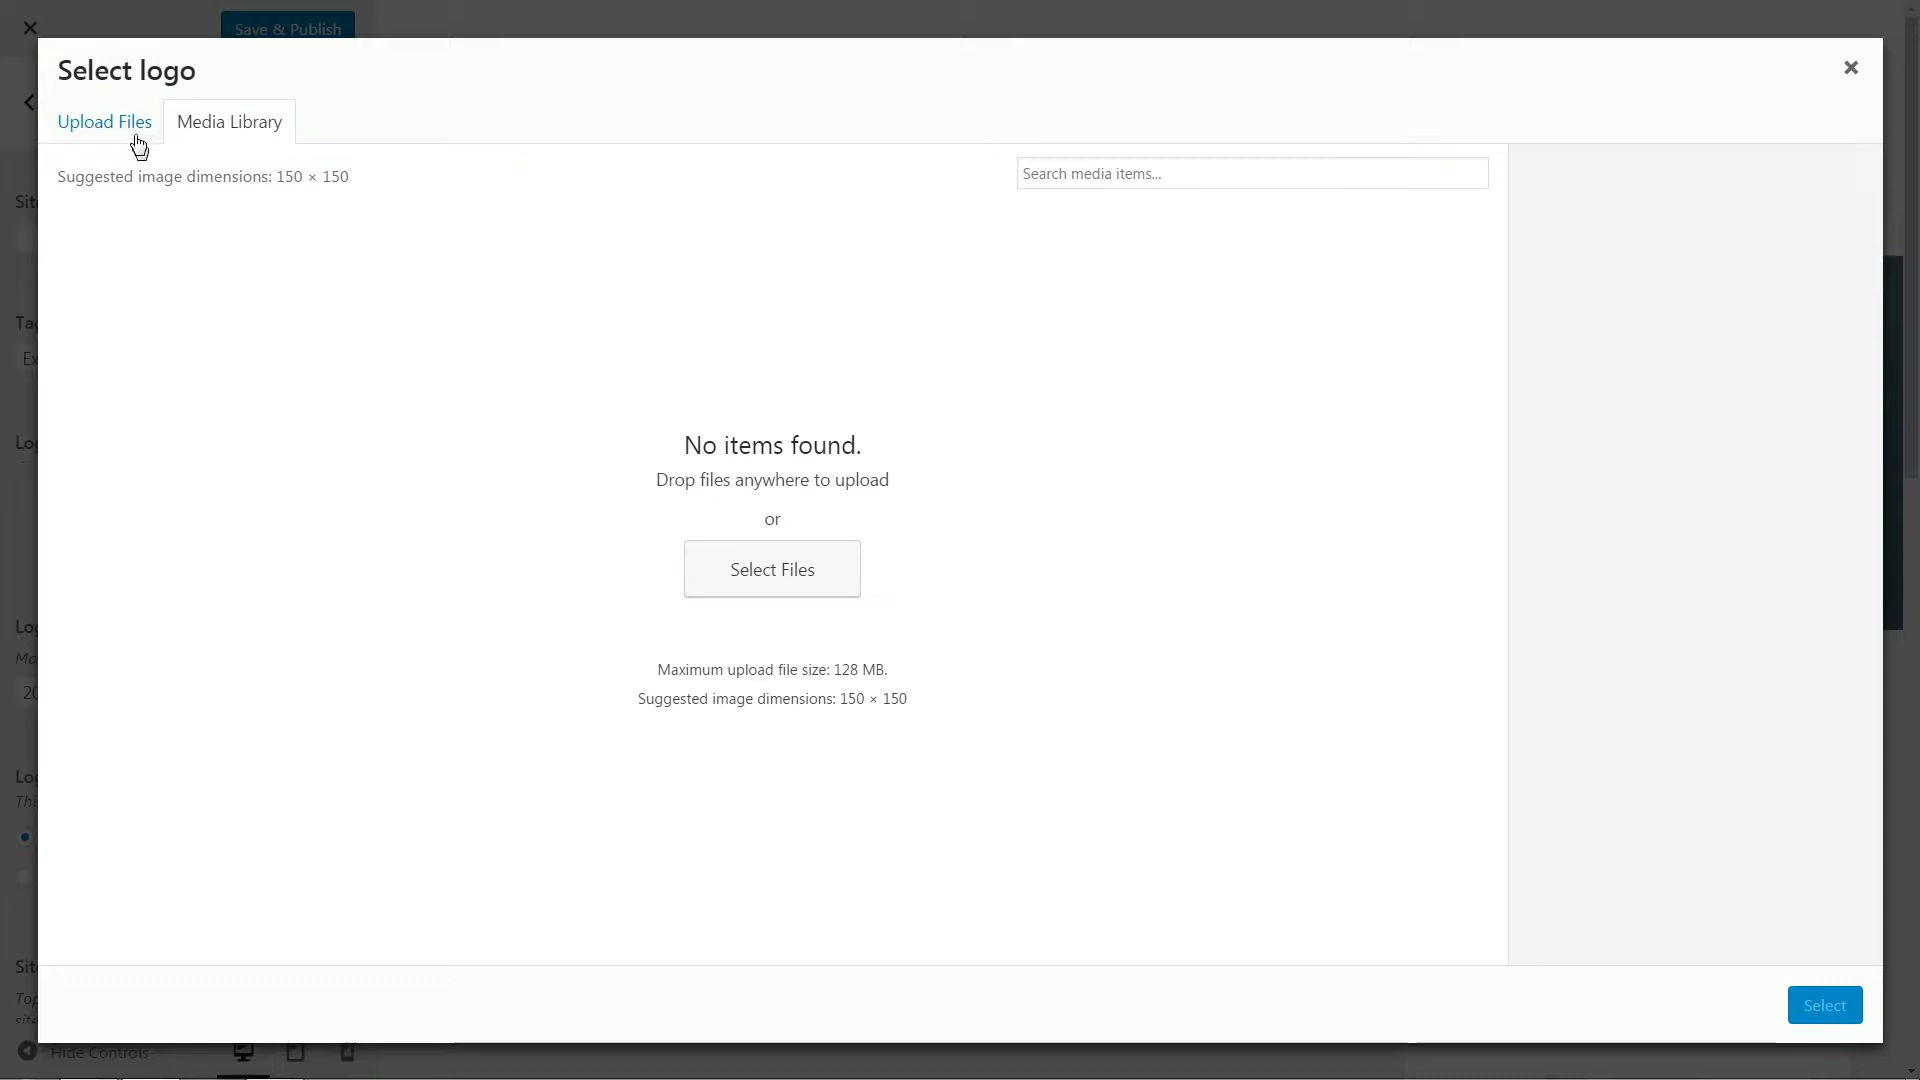 Save & Publish
Select logo
Upload Files
Media Library
Suggested image dimensions: 150 × 150
Search media items...
No items found.
Drop files anywhere to upload
or
Select Files
Maximum upload file size: 128 MB.
Suggested image dimensions: 150 × 150
Select
Hide Controls